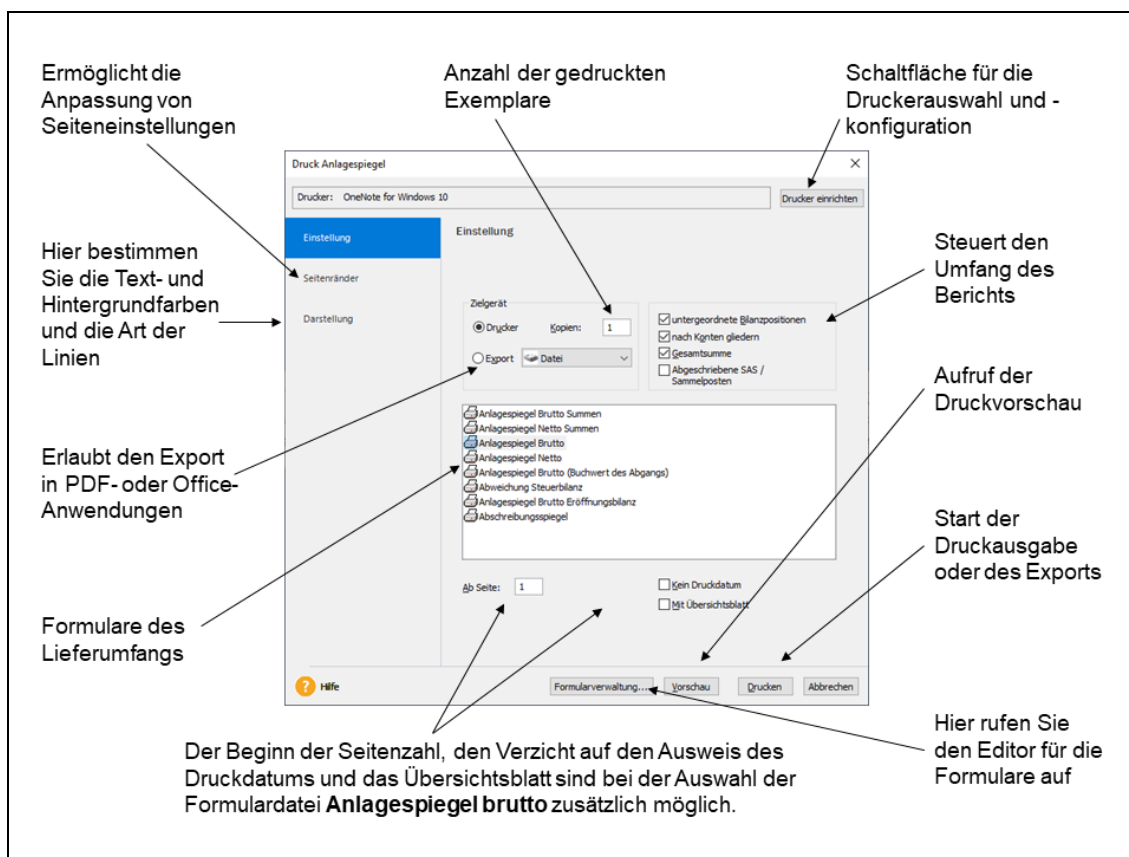 Ermöglicht die
Anpassung von
Seiteneinstellungen
Anzahl der gedruckten
Exemplare
Schaltfläche für die
Druckerauswahl und -
konfiguration
Druck Anlagespiegel
Drucker: OneNote for Windows 10
Drucker einrichten
Einstellung
Seitenränder
Darstellung
Einstellung
Hier bestimmen
Sie die Text- und
Hintergrundfarben
und die Art der
Linien
Steuert den
Umfang des
Berichts
Zielgerät
Drucker Kopien: 1
Export Datei
untergeordnete Bilanzpositionen
nach Konten gliedern
Gesamtsumme
Abgeschriebene SAS /
Sammelposten
Aufruf der
Druckvorschau
Anlagespiegel Brutto Summen
Anlagespiegel Netto Summen
Anlagespiegel Brutto
Anlagespiegel Netto
Anlagespiegel Brutto (Buchwert des Abgangs)
Abweichung Steuerbilanz
Anlagespiegel Brutto Eröffnungsbilanz
Abschreibungsspiegel
Erlaubt den Export
in PDF- oder Office-
Anwendungen
Start der
Druckausgabe
oder des Exports
Ab Seite: 1
Kein Druckdatum
Mit Übersichtsblatt
Formulare des
Lieferumfangs
? Hilfe
Formularverwaltung...
Vorschau
Drucken
Abbrechen
Hier rufen Sie
den Editor für die
Formulare auf
Der Beginn der Seitenzahl, den Verzicht auf den Ausweis des
Druckdatums und das Übersichtsblatt sind bei der Auswahl der
Formulardatei Anlagespiegel brutto zusätzlich möglich.